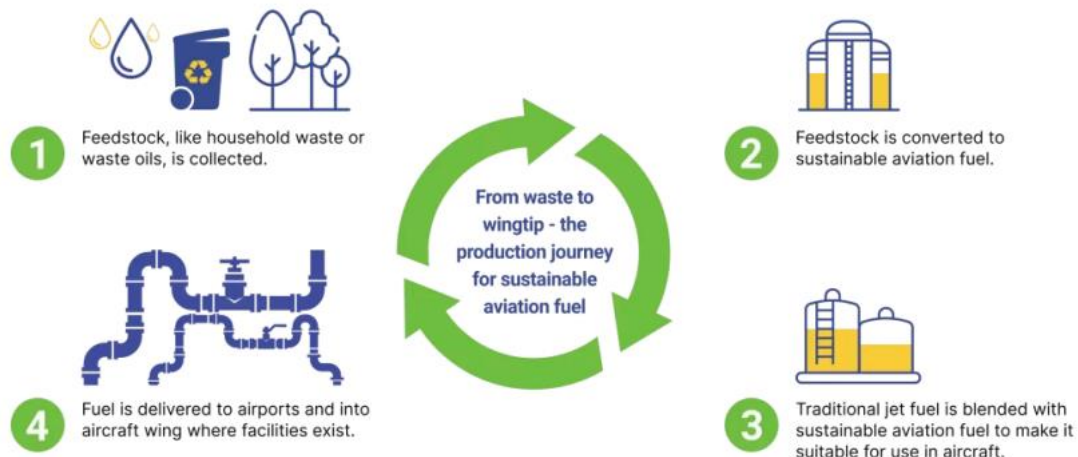 1
Feedstock, like household waste or
waste oils, is collected.
2
Feedstock is converted to
sustainable aviation fuel.
From waste to
wingtip - the
production journey
for sustainable
aviation fuel
4
Fuel is delivered to airports and into
aircraft wing where facilities exist.
3
Traditional jet fuel is blended with
sustainable aviation fuel to make it
suitable for use in aircraft.